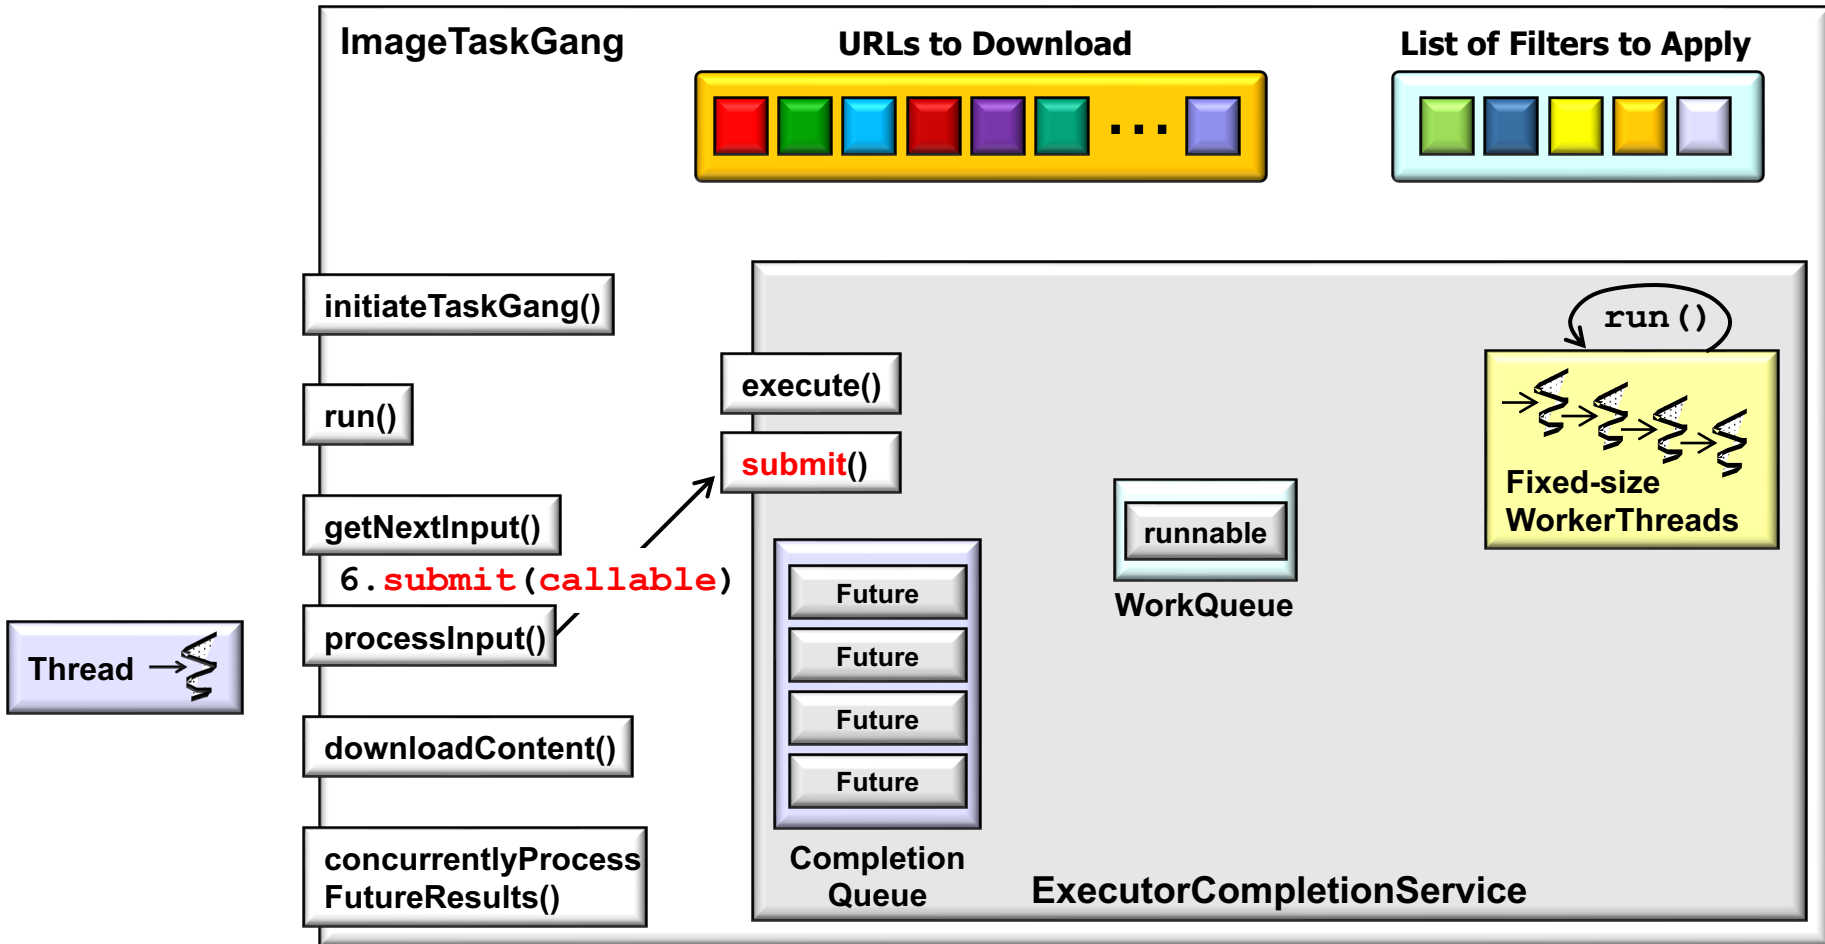 ImageTaskGang
URLs to Download
List of Filters to Apply
...
initiateTaskGang()
run()
execute()
run()
submit()
Fixed-size
WorkerThreads
getNextInput()
runnable
WorkQueue
6.submit(callable)
Future
Future
Future
Future
Completion
Queue
processInput()
Thread
downloadContent()
concurrentlyProcess
FutureResults()
ExecutorCompletionService